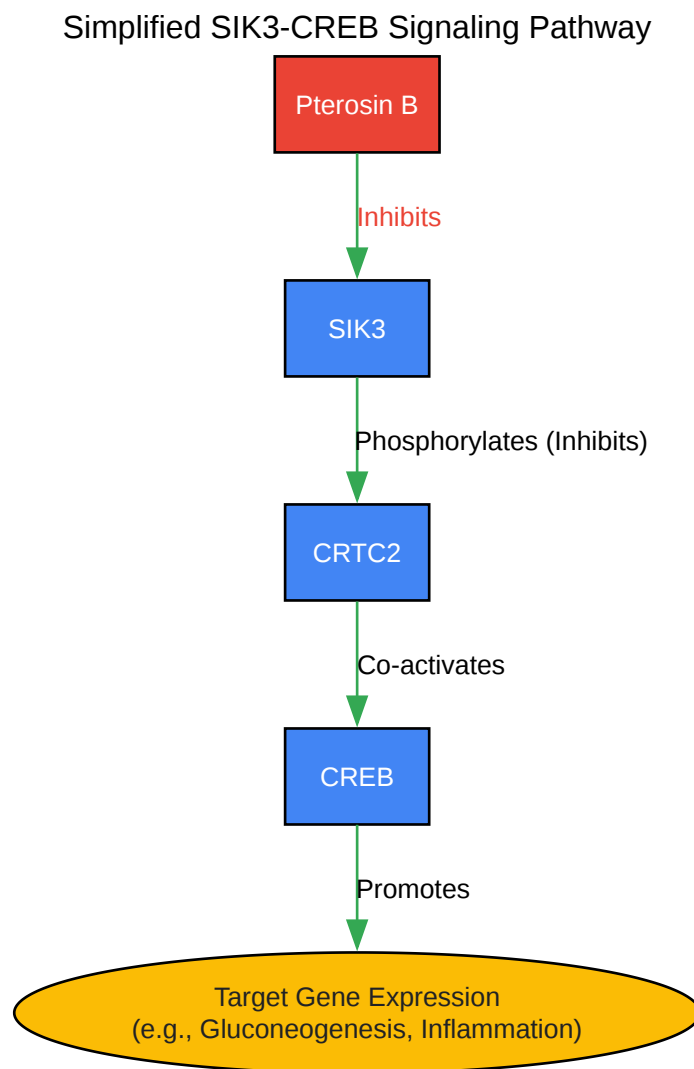 Simplified SIK3-CREB Signaling Pathway
Pterosin B
Inhibits
SIK3
Phosphorylates (Inhibits)
CRTC2
Co-activates
CREB
Promotes
Target Gene Expression
(e.g., Gluconeogenesis, Inflammation)